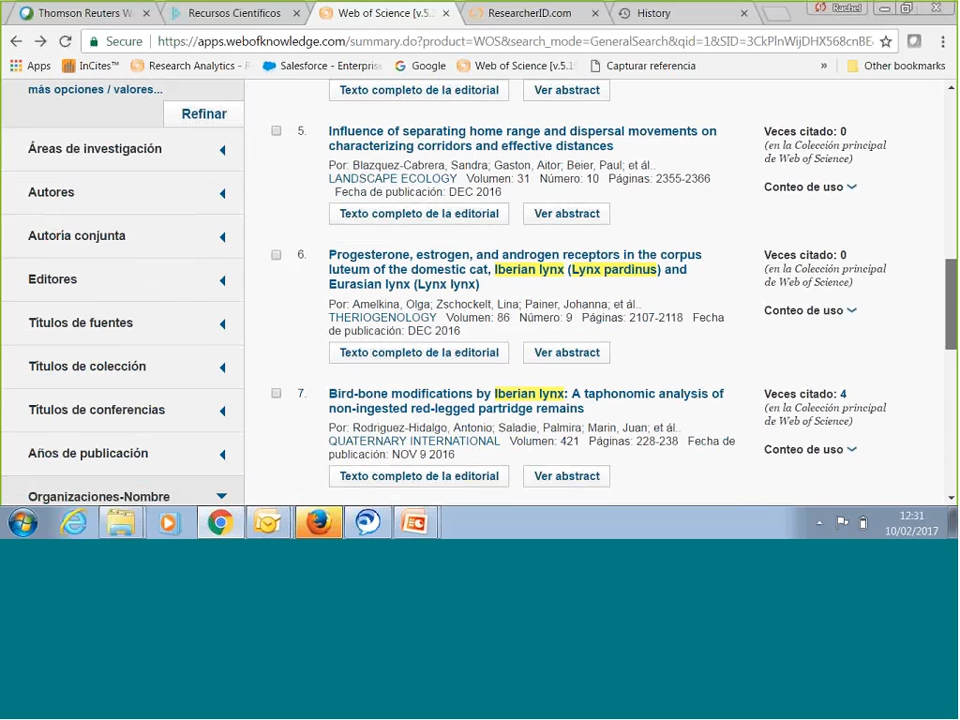 Thomson Reuters W
Recursos Científicos
Web of Science [v.5.
ResearcherID.com
History
Rachel
Secure
https://apps.webofknowledge.com/summary.do?product=WOS&search_mode=GeneralSearch&qid=1&SID=3CkPlnWijDHX568cnBE
Apps
InCites™
Research Analytics - F
Salesforce - Enterpris
Google
Web of Science [v.5.1
Capturar referencia
»
Other bookmarks
más opciones / valores...
Refinar
Áreas de investigación
Autores
Autoría conjunta
Editores
Títulos de fuentes
Títulos de colección
Títulos de conferencias
Años de publicación
Organizaciones-Nombre
Texto completo de la editorial
Ver abstract
5.
Influence of separating home range and dispersal movements on
characterizing corridors and effective distances
Por: Blazquez-Cabrera, Sandra; Gaston, Aitor; Beier, Paul; et ál..
LANDSCAPE ECOLOGY Volumen: 31 Número: 10 Páginas: 2355-2366
Fecha de publicación: DEC 2016
Texto completo de la editorial
Ver abstract
Veces citado: 0
(en la Colección principal
de Web of Science)
Conteo de uso
6.
Progesterone, estrogen, and androgen receptors in the corpus
luteum of the domestic cat, Iberian lynx (Lynx pardinus) and
Eurasian lynx (Lynx lynx)
Por: Amelkina, Olga; Zschockelt, Lina; Painer, Johanna; et ál..
THERIOGENOLOGY Volumen: 86 Número: 9 Páginas: 2107-2118 Fecha
de publicación: DEC 2016
Texto completo de la editorial
Ver abstract
Veces citado: 0
(en la Colección principal
de Web of Science)
Conteo de uso
7.
Bird-bone modifications by Iberian lynx: A taphonomic analysis of
non-ingested red-legged partridge remains
Por: Rodriguez-Hidalgo, Antonio; Saladie, Palmira; Marin, Juan; et ál..
QUATERNARY INTERNATIONAL Volumen: 421 Páginas: 228-238 Fecha de
publicación: NOV 9 2016
Texto completo de la editorial
Ver abstract
Veces citado: 4
(en la Colección principal
de Web of Science)
Conteo de uso
12:31
10/02/2017